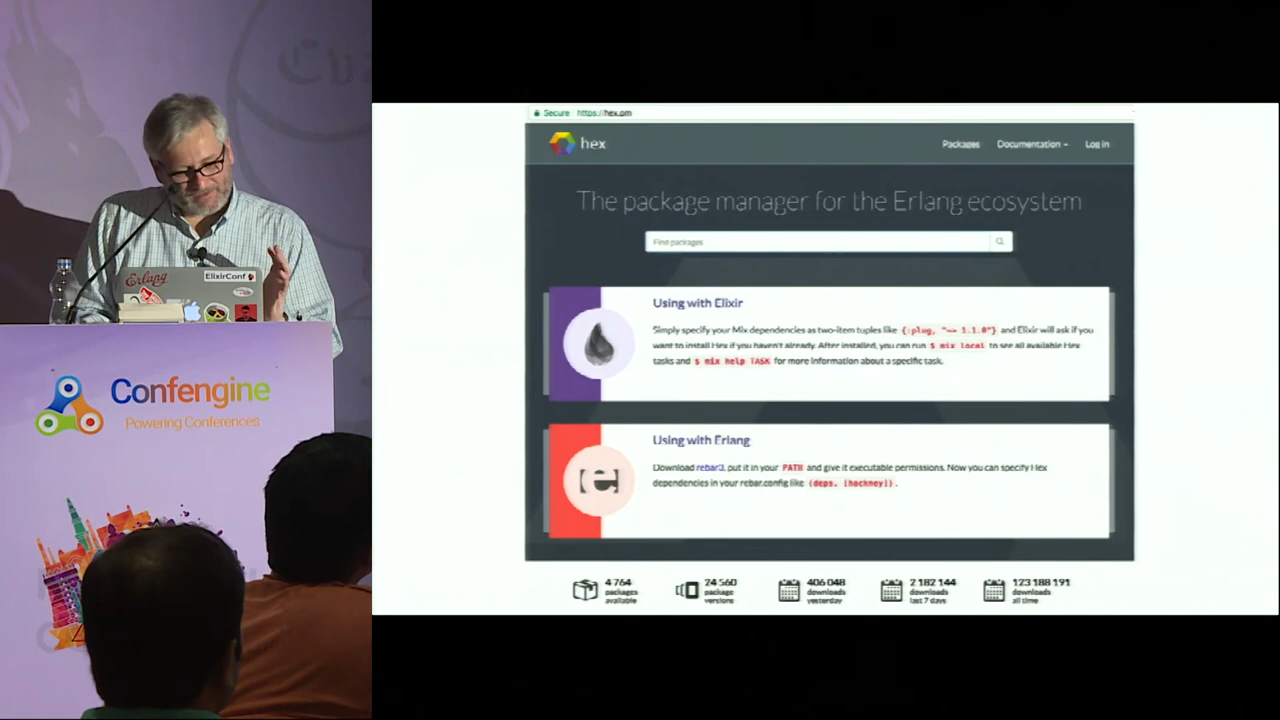 Erlang
ElixirConf
Confengine
Powering Conferences
Secure https://hex.pm
hex
Packages
Documentation
Log in
The package manager for the Erlang ecosystem
Find packages
Using with Elixir
Simply specify your Mix dependencies as two-item tuples like {:plug, "~> 1.1.0"} and Elixir will ask if you
want to install Hex if you haven't already. After installed, you can run $ mix local to see all available Hex
tasks and $ mix help TASK for more information about a specific task.
Using with Erlang
Download rebar3, put it in your PATH and give it executable permissions. Now you can specify Hex
dependencies in your rebar.config like {deps, [hackney]}.
4 764
packages
available
24 560
package
versions
406 048
downloads
yesterday
2 182 144
downloads
last 7 days
123 188 191
downloads
all time